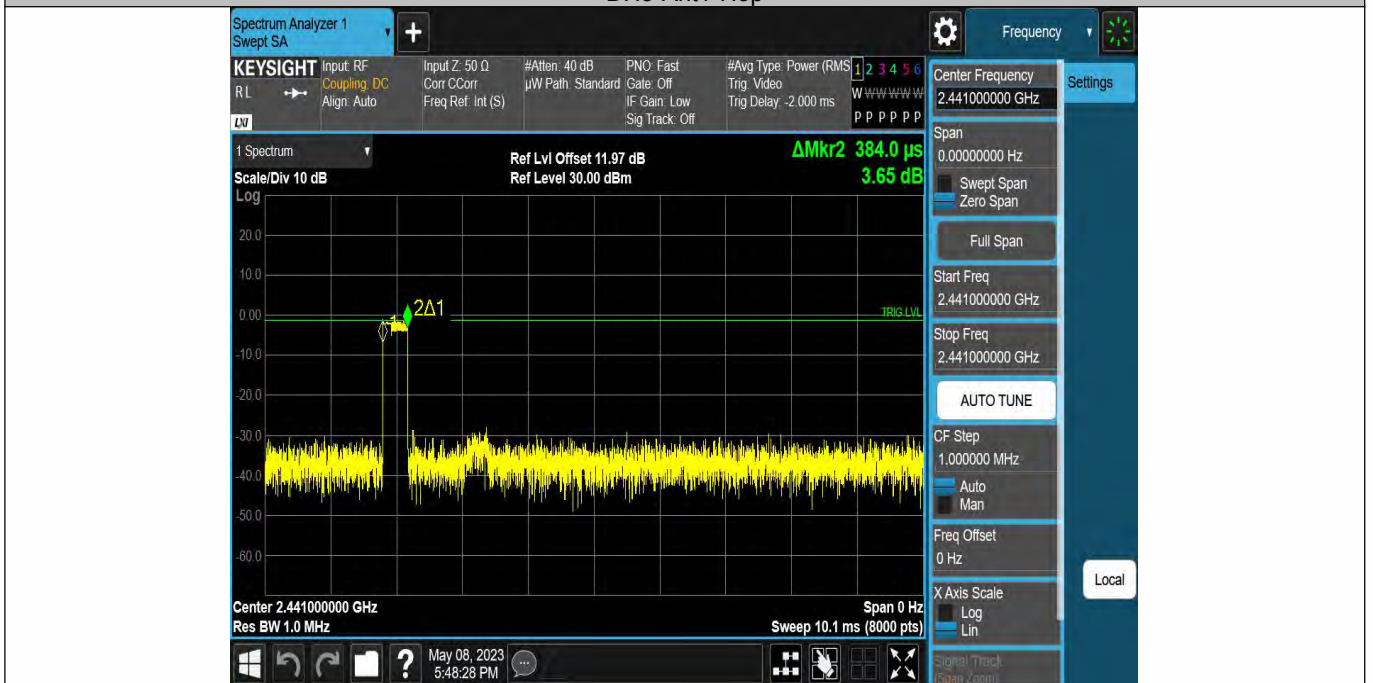 Spectrum Analyzer 1
Swept SA
+
Frequency
KEYSIGHT
RL
LXI
Input: RF
Coupling: DC
Align: Auto
Input Z: 50 Ω
Corr CCorr
Freq Ref: Int (S)
#Atten: 40 dB
µW Path: Standard
PNO: Fast
Gate: Off
IF Gain: Low
Sig Track: Off
#Avg Type: Power (RMS
Trig: Video
Trig Delay: -2.000 ms
1 2 3 4 5 6
W W W W W W
P P P P P P
Center Frequency
2.441000000 GHz
Settings
1 Spectrum
Scale/Div 10 dB
Ref Lvl Offset 11.97 dB
Ref Level 30.00 dBm
ΔMkr2 384.0 µs
3.65 dB
Log
20.0
10.0
0.00
-10.0
-20.0
-30.0
-40.0
-50.0
-60.0
1
2Δ1
TRIG LVL
Center 2.441000000 GHz
Res BW 1.0 MHz
Span 0 Hz
Sweep 10.1 ms (8000 pts)
Span
0.00000000 Hz
Swept Span
Zero Span
Full Span
Start Freq
2.441000000 GHz
Stop Freq
2.441000000 GHz
AUTO TUNE
CF Step
1.000000 MHz
Auto
Man
Freq Offset
0 Hz
X Axis Scale
Log
Lin
Signal Track
(Span Zoom)
Local
?
May 08, 2023
5:48:28 PM